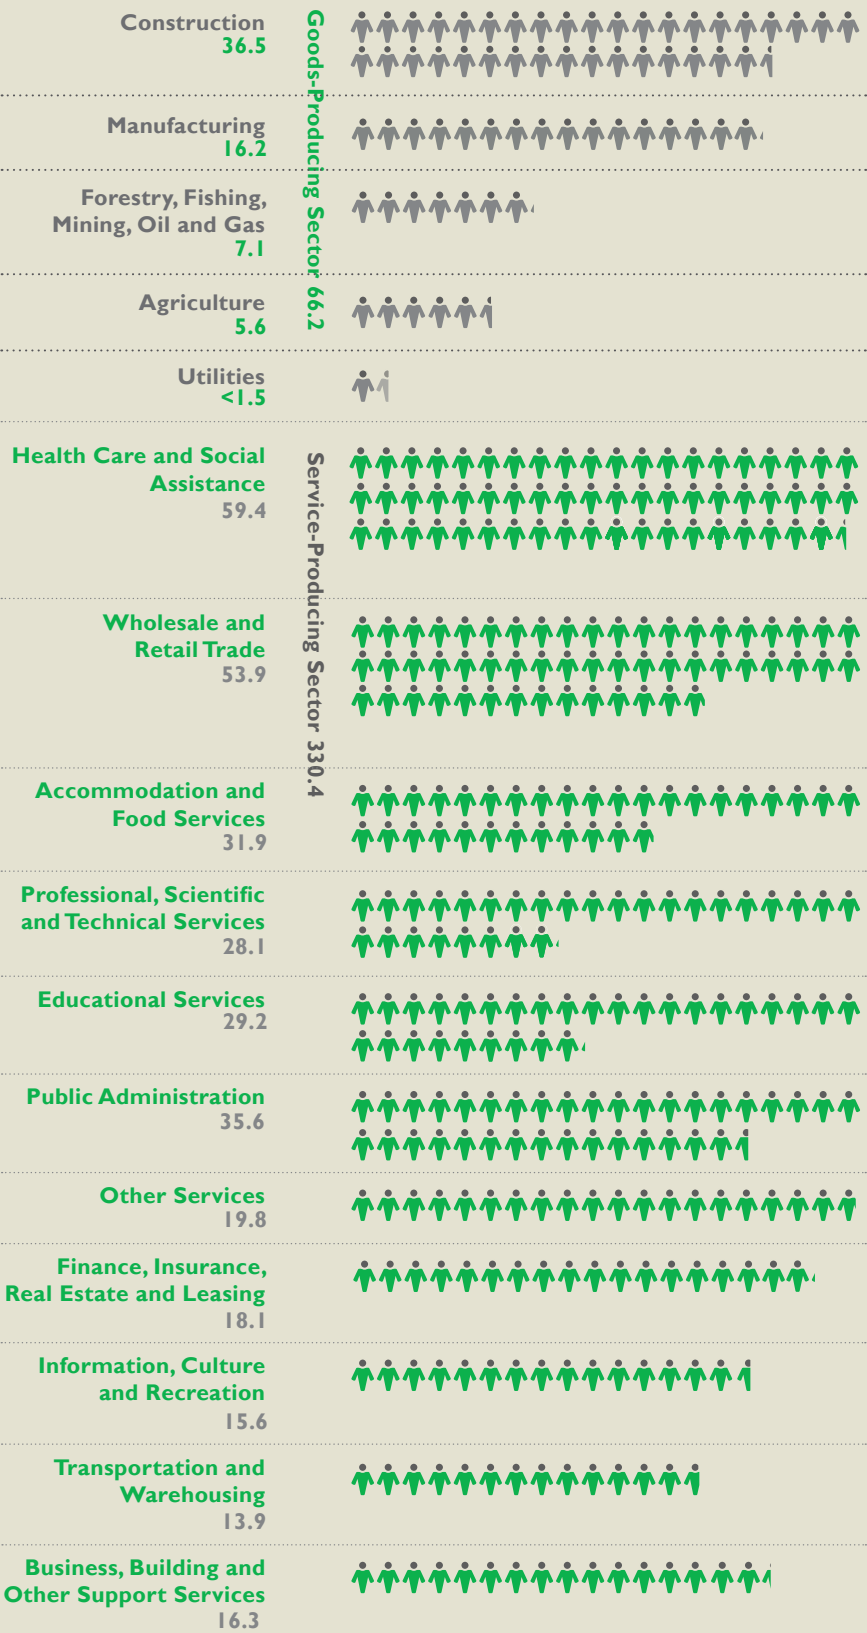 Construction
36.5
Goods-Producing Sector 66.2
Manufacturing
16.2
Forestry, Fishing,
Mining, Oil and Gas
7.1
Agriculture
5.6
Utilities
<1.5
Health Care and Social
Assistance
59.4
Service-Producing Sector 330.4
Wholesale and
Retail Trade
53.9
Accommodation and
Food Services
31.9
Professional, Scientific
and Technical Services
28.1
Educational Services
29.2
Public Administration
35.6
Other Services
19.8
Finance, Insurance,
Real Estate and Leasing
18.1
Information, Culture
and Recreation
15.6
Transportation and
Warehousing
13.9
Business, Building and
Other Support Services
16.3